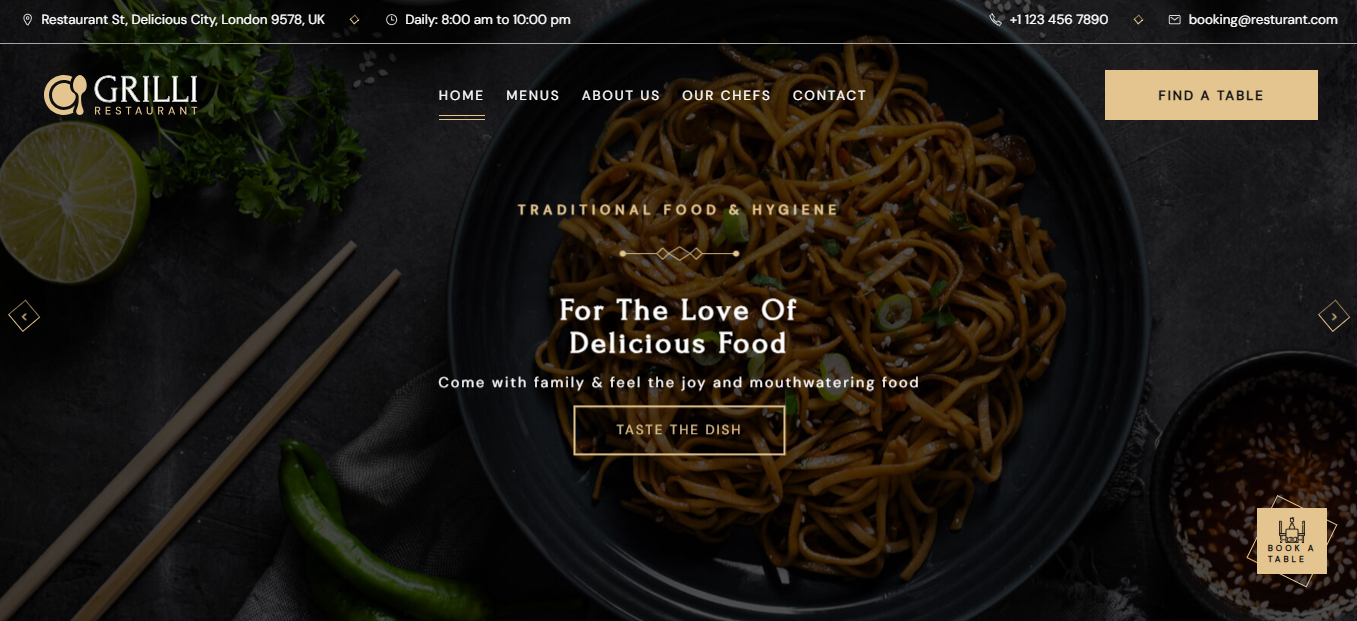 Restaurant St, Delicious City, London 9578, UK
Daily: 8:00 am to 10:00 pm
+1 123 456 7890
booking@resturant.com
GRILLI
RESTAURANT
HOME
MENUS
ABOUT US
OUR CHEFS
CONTACT
FIND A TABLE
TRADITIONAL FOOD & HYGIENE
For The Love Of
Delicious Food
Come with family & feel the joy and mouthwatering food
TASTE THE DISH
BOOK A
TABLE